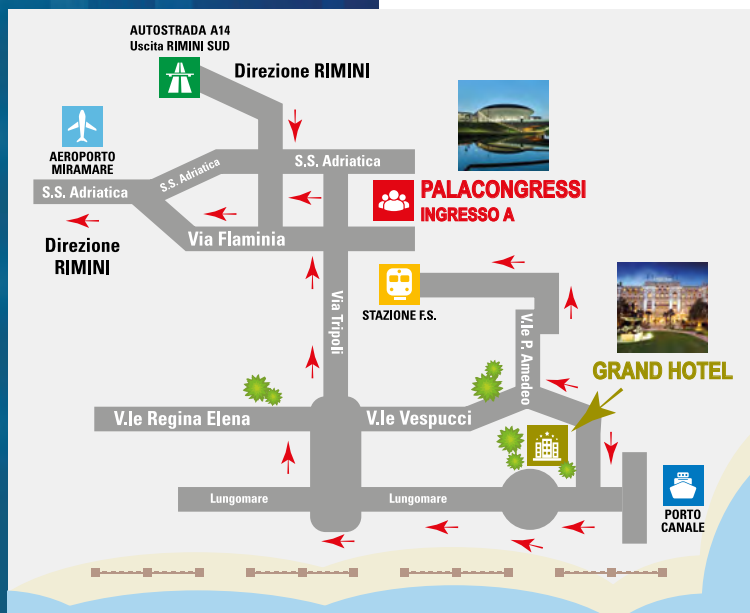 AUTOSTRADA A14
Uscita RIMINI SUD
Direzione RIMINI
AEROPORTO
MIRAMARE
S.S. Adriatica
S.S. Adriatica
S.S. Adriatica
PALACONGRESSI
INGRESSO A
Direzione
RIMINI
Via Flaminia
Via Tripoli
STAZIONE F.S.
V.le P. Amedeo
GRAND HOTEL
V.le Regina Elena
V.le Vespucci
Lungomare
Lungomare
PORTO
CANALE